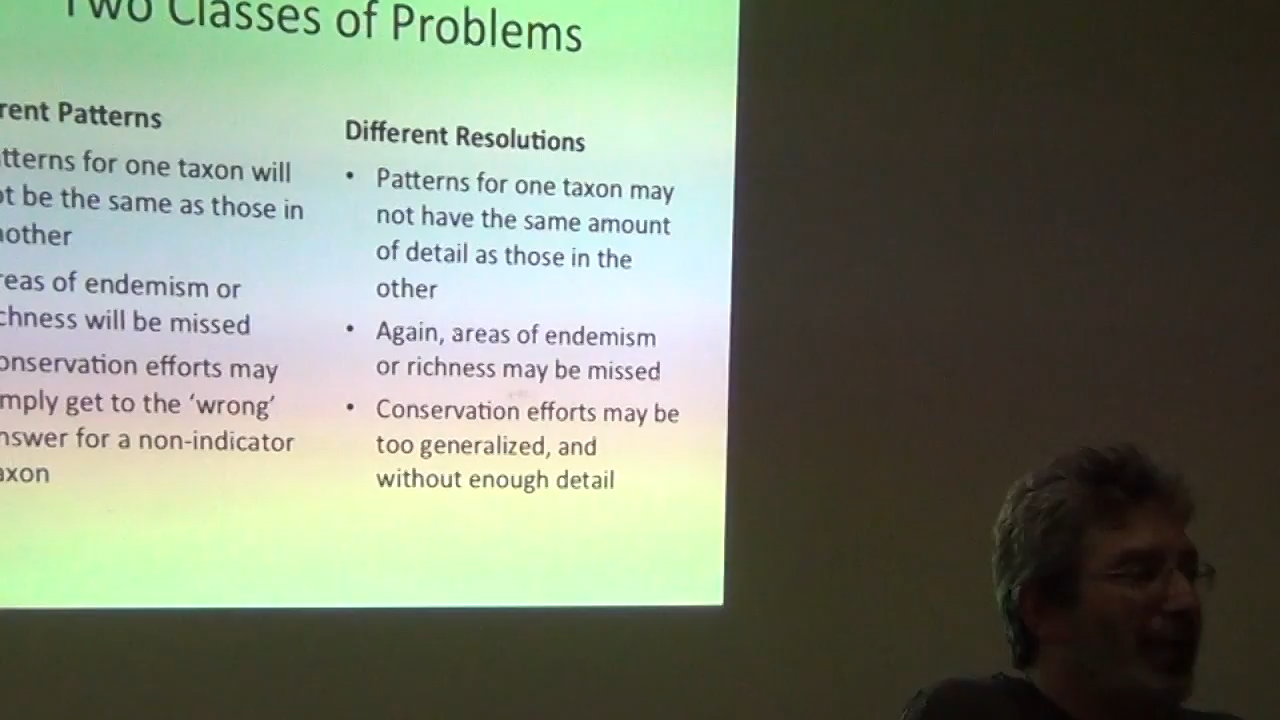 Two Classes of Problems
rent Patterns
tterns for one taxon will
ot be the same as those in
nother
reas of endemism or
chness will be missed
onservation efforts may
mply get to the ‘wrong’
nswer for a non-indicator
axon
Different Resolutions
• Patterns for one taxon may
not have the same amount
of detail as those in the
other
• Again, areas of endemism
or richness may be missed
• Conservation efforts may be
too generalized, and
without enough detail